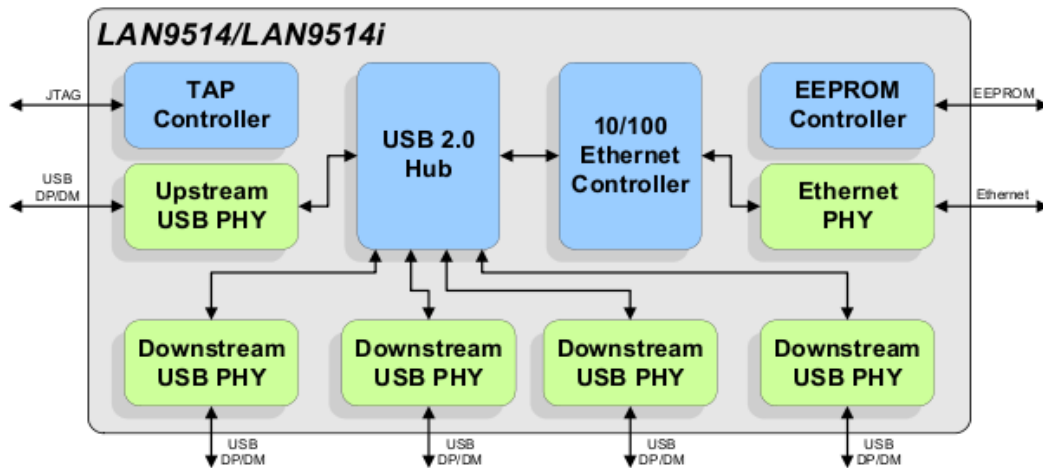 LAN9514/LAN9514i
TAP
Controller
JTAG
USB 2.0
Hub
10/100
Ethernet
Controller
EEPROM
Controller
EEPROM
USB
DP/DM
Upstream
USB PHY
Ethernet
PHY
Ethernet
Downstream
USB PHY
Downstream
USB PHY
Downstream
USB PHY
Downstream
USB PHY
USB
DP/DM
USB
DP/DM
USB
DP/DM
USB
DP/DM